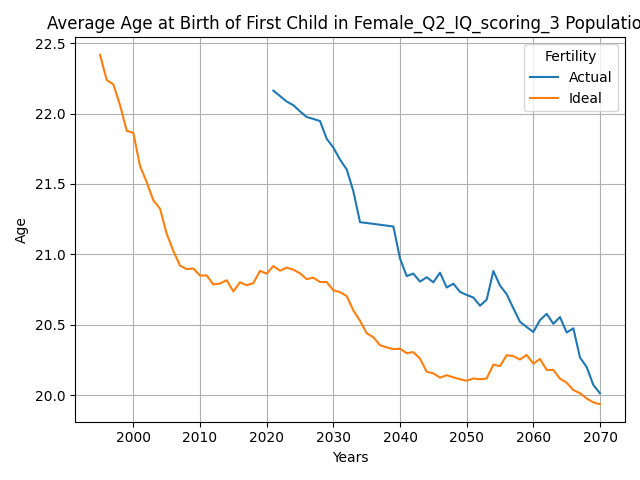 Average Age at Birth of First Child in Female_Q2_IQ_scoring_3 Populatio
22.5
22.0
21.5
21.0
20.5
20.0
Age
Fertility
Actual
Ideal
2000 2010 2020 2030 2040 2050 2060 2070
Years